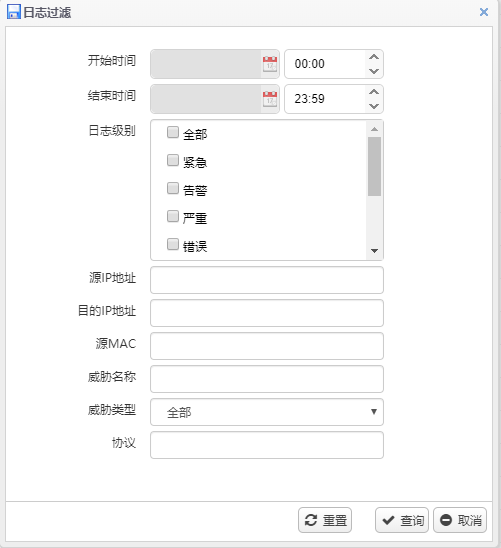 日志过滤
开始时间 00:00
结束时间 23:59
日志级别
全部
紧急
告警
严重
错误
源IP地址
目的IP地址
源MAC
威胁名称
威胁类型 全部
协议
重置 查询 取消